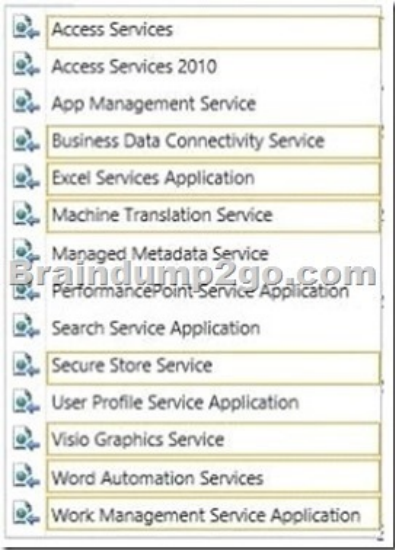 Access Services
Access Services 2010
App Management Service
Business Data Connectivity Service
Excel Services Application
Machine Translation Service
Managed Metadata Service
Braindump2go.com
PerformancePoint Service Application
Search Service Application
Secure Store Service
User Profile Service Application
Visio Graphics Service
Word Automation Services
Work Management Service Application